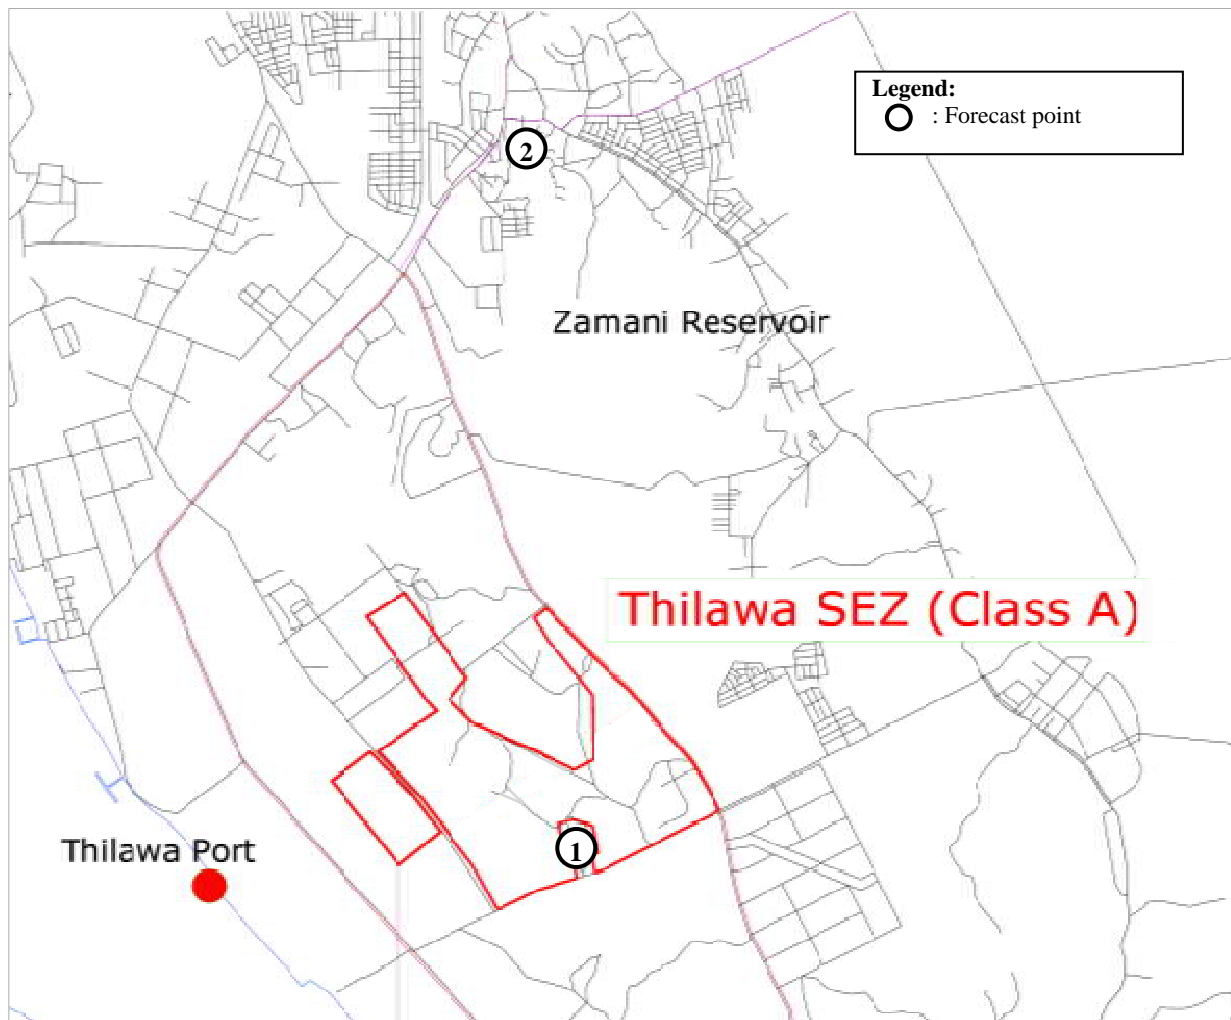 Legend:
: Forecast point
2
Zamani Reservoir
Thilawa SEZ (Class A)
1
Thilawa Port